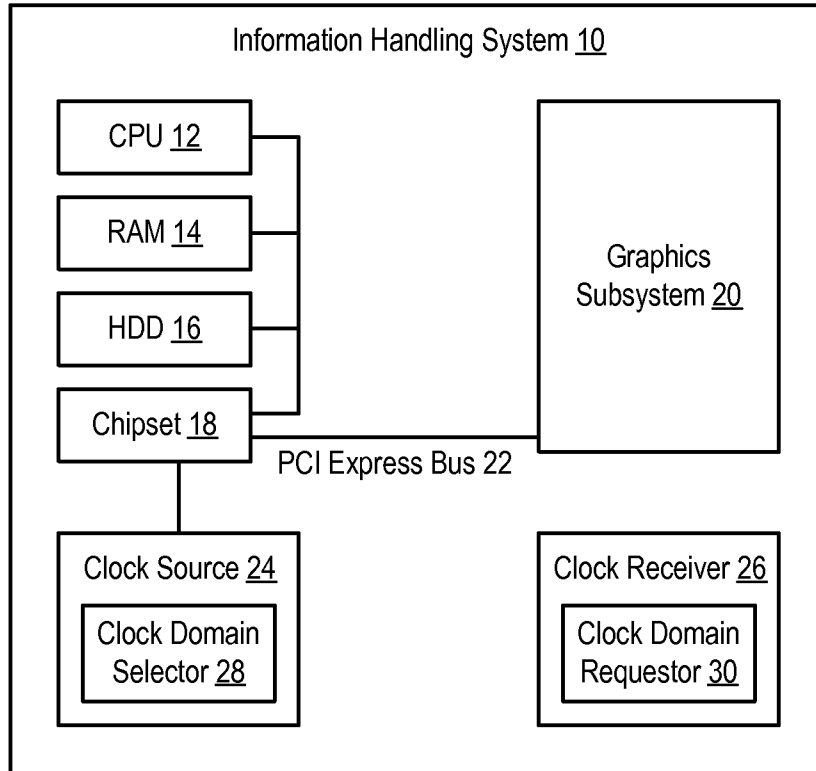 Information Handling System 10
CPU 12
RAM 14
HDD 16
Chipset 18
Graphics
Subsystem 20
PCI Express Bus 22
Clock Source 24
Clock Domain
Selector 28
Clock Receiver 26
Clock Domain
Requestor 30